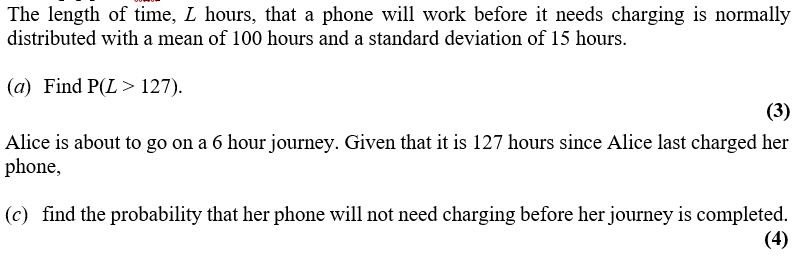 The length of time, L hours, that a phone will work before it needs charging is normally
distributed with a mean of 100 hours and a standard deviation of 15 hours.
(a) Find P(L > 127).
(3)
Alice is about to go on a 6 hour journey. Given that it is 127 hours since Alice last charged her
phone,
(c) find the probability that her phone will not need charging before her journey is completed.
(4)